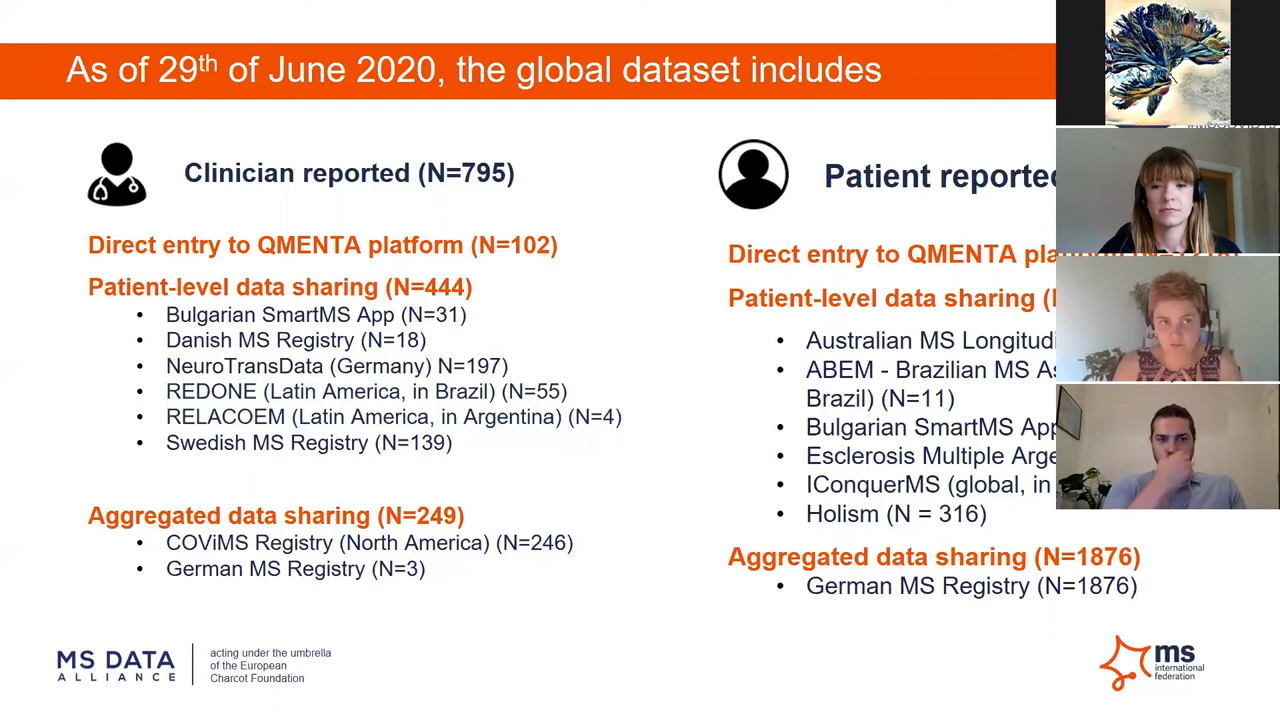 As of 29th of June 2020, the global dataset includes
Clinician reported (N=795)
Direct entry to QMENTA platform (N=102)
Patient-level data sharing (N=444)
• Bulgarian SmartMS App (N=31)
• Danish MS Registry (N=18)
• NeuroTransData (Germany) N=197)
• REDONE (Latin America, in Brazil) (N=55)
• RELACOEM (Latin America, in Argentina) (N=4)
• Swedish MS Registry (N=139)
Aggregated data sharing (N=249)
• COViMS Registry (North America) (N=246)
• German MS Registry (N=3)
Patient reported
Direct entry to QMENTA
Patient-level data sharing
• Australian MS
• ABEM - Brazilian MS
Brazil) (N=11)
• Bulgarian SmartMS App
• Esclerosis Multiple
• IConquerMS (global, in
• Holism (N = 316)
Aggregated data sharing (N=1876)
• German MS Registry (N=1876)
MS DATA
ALLIANCE
acting under the umbrella
of the European
Charcot Foundation
ms
international
federation